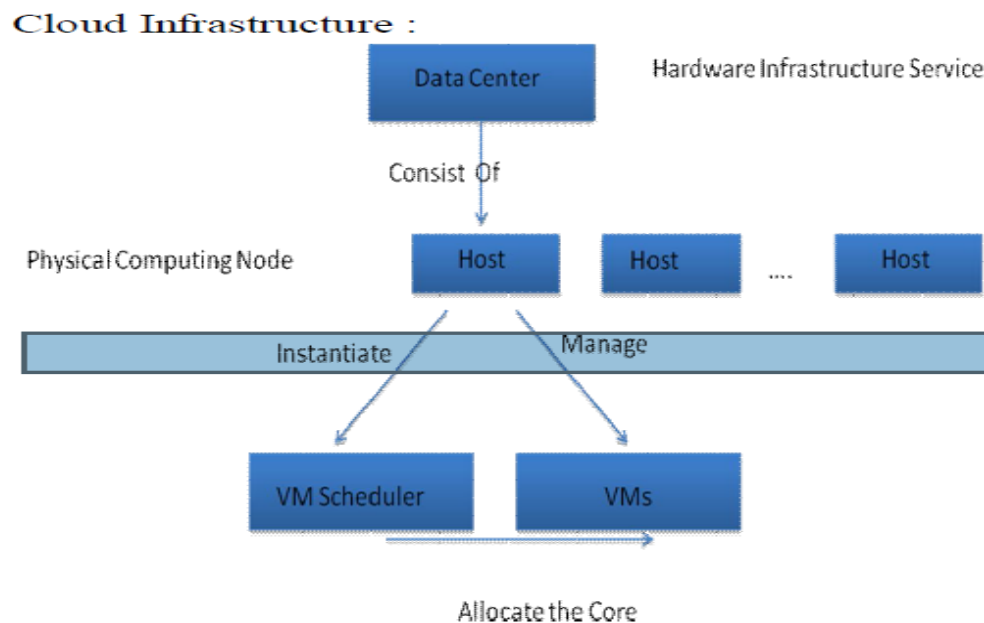 Cloud Infrastructure :
Data Center
Hardware Infrastructure Service
Consist Of
Physical Computing Node
Host
Host
....
Host
Instantiate
Manage
VM Scheduler
VMs
Allocate the Core